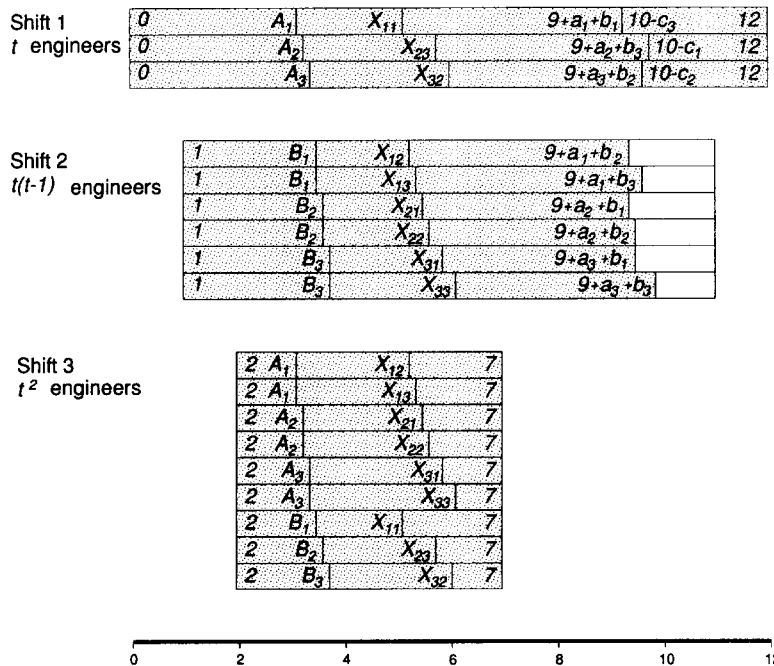 Shift 1
t engineers
0 A₁ X₁₁ 9+a₁+b₁ 10-c₃ 12
0 A₂ X₂₃ 9+a₂+b₃ 10-c₁ 12
0 A₃ X₃₂ 9+a₃+b₂ 10-c₂ 12
Shift 2
t(t-1) engineers
1 B₁ X₁₂ 9+a₁+b₂
1 B₁ X₁₃ 9+a₁+b₃
1 B₂ X₂₁ 9+a₂+b₁
1 B₂ X₂₂ 9+a₂+b₂
1 B₃ X₃₁ 9+a₃+b₁
1 B₃ X₃₃ 9+a₃+b₃
Shift 3
t² engineers
2 A₁ X₁₂ 7
2 A₁ X₁₃ 7
2 A₂ X₂₁ 7
2 A₂ X₂₂ 7
2 A₃ X₃₁ 7
2 A₃ X₃₃ 7
2 B₁ X₁₁ 7
2 B₂ X₂₃ 7
2 B₃ X₃₂ 7
0 2 4 6 8 10 12